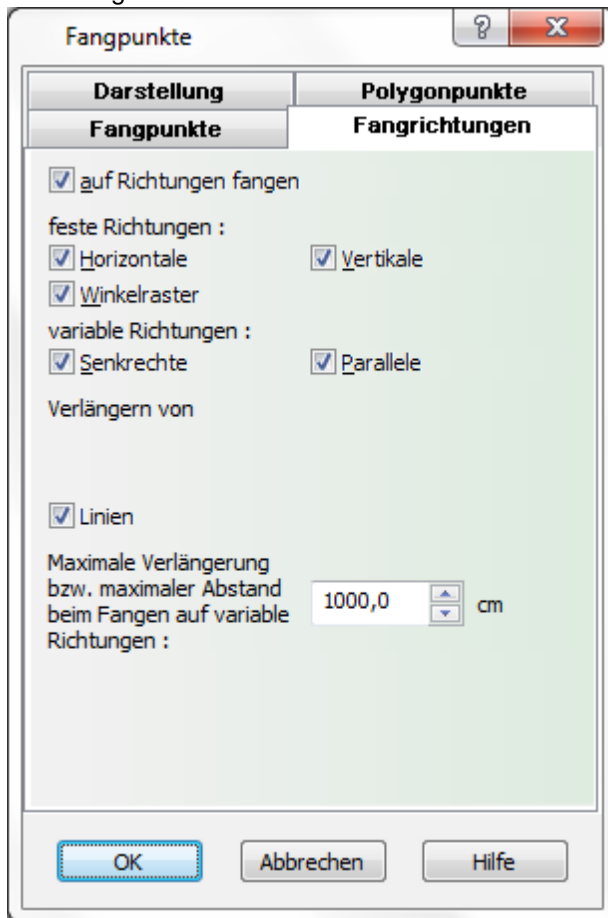 Fangpunkte
Darstellung Polygonpunkte
Fangpunkte Fangrichtungen
auf Richtungen fangen
feste Richtungen :
Horizontale Vertikale
Winkelraster
variable Richtungen :
Senkrechte Parallele
Verlängern von
Linien
Maximale Verlängerung
bzw. maximaler Abstand
beim Fangen auf variable
Richtungen :
1000,0 cm
OK Abbrechen Hilfe